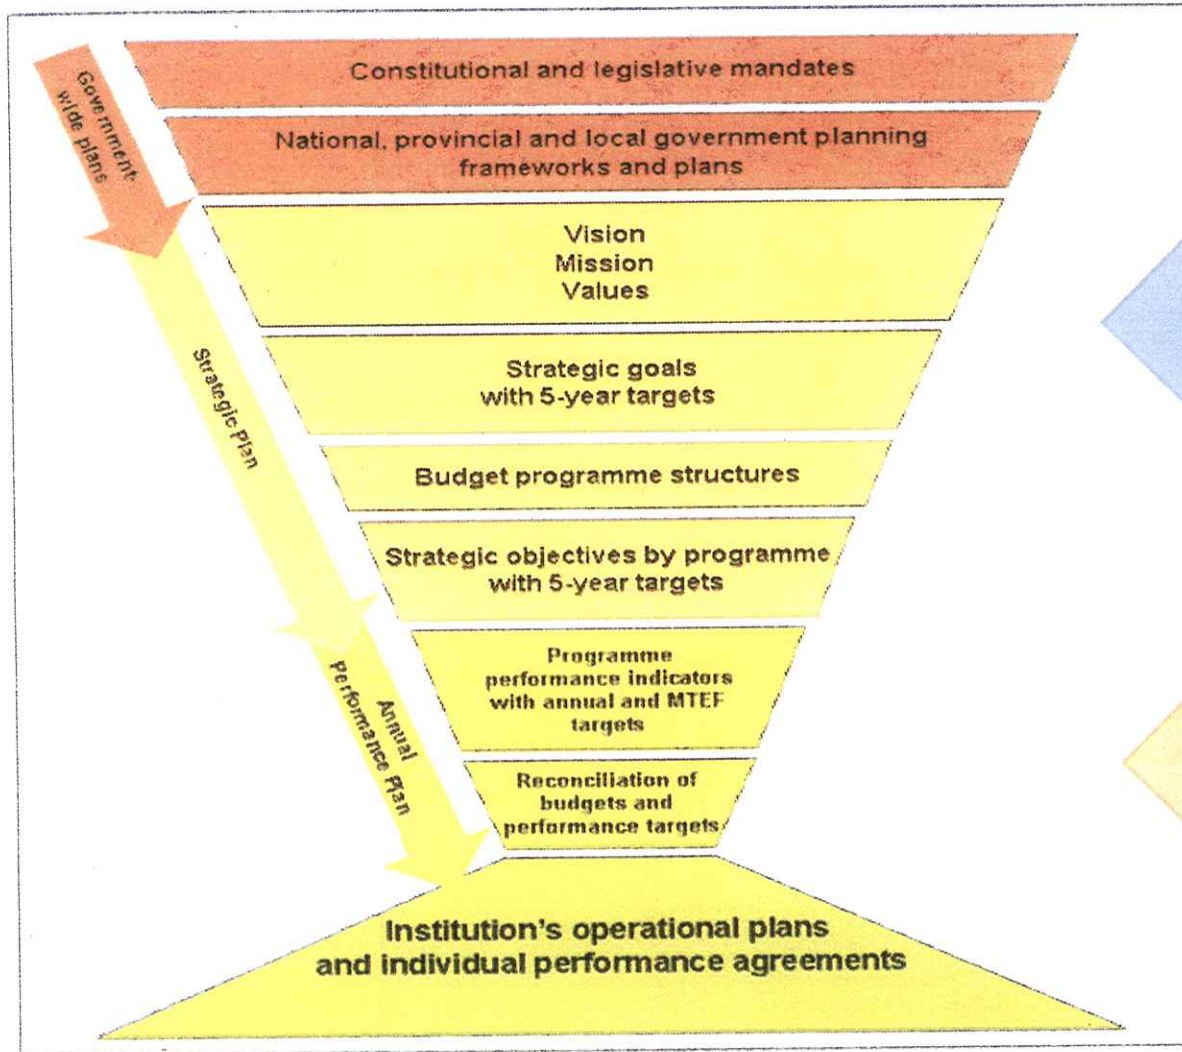 Government-
wide plans
Strategic Plan
Annual
Performance Plan
Constitutional and legislative mandates
National, provincial and local government planning
frameworks and plans
Vision
Mission
Values
Strategic goals
with 5-year targets
Budget programme structures
Strategic objectives by programme
with 5-year targets
Programme
performance indicators
with annual and MTEF
targets
Reconciliation of
budgets and
performance targets
Institution's operational plans
and individual performance agreements